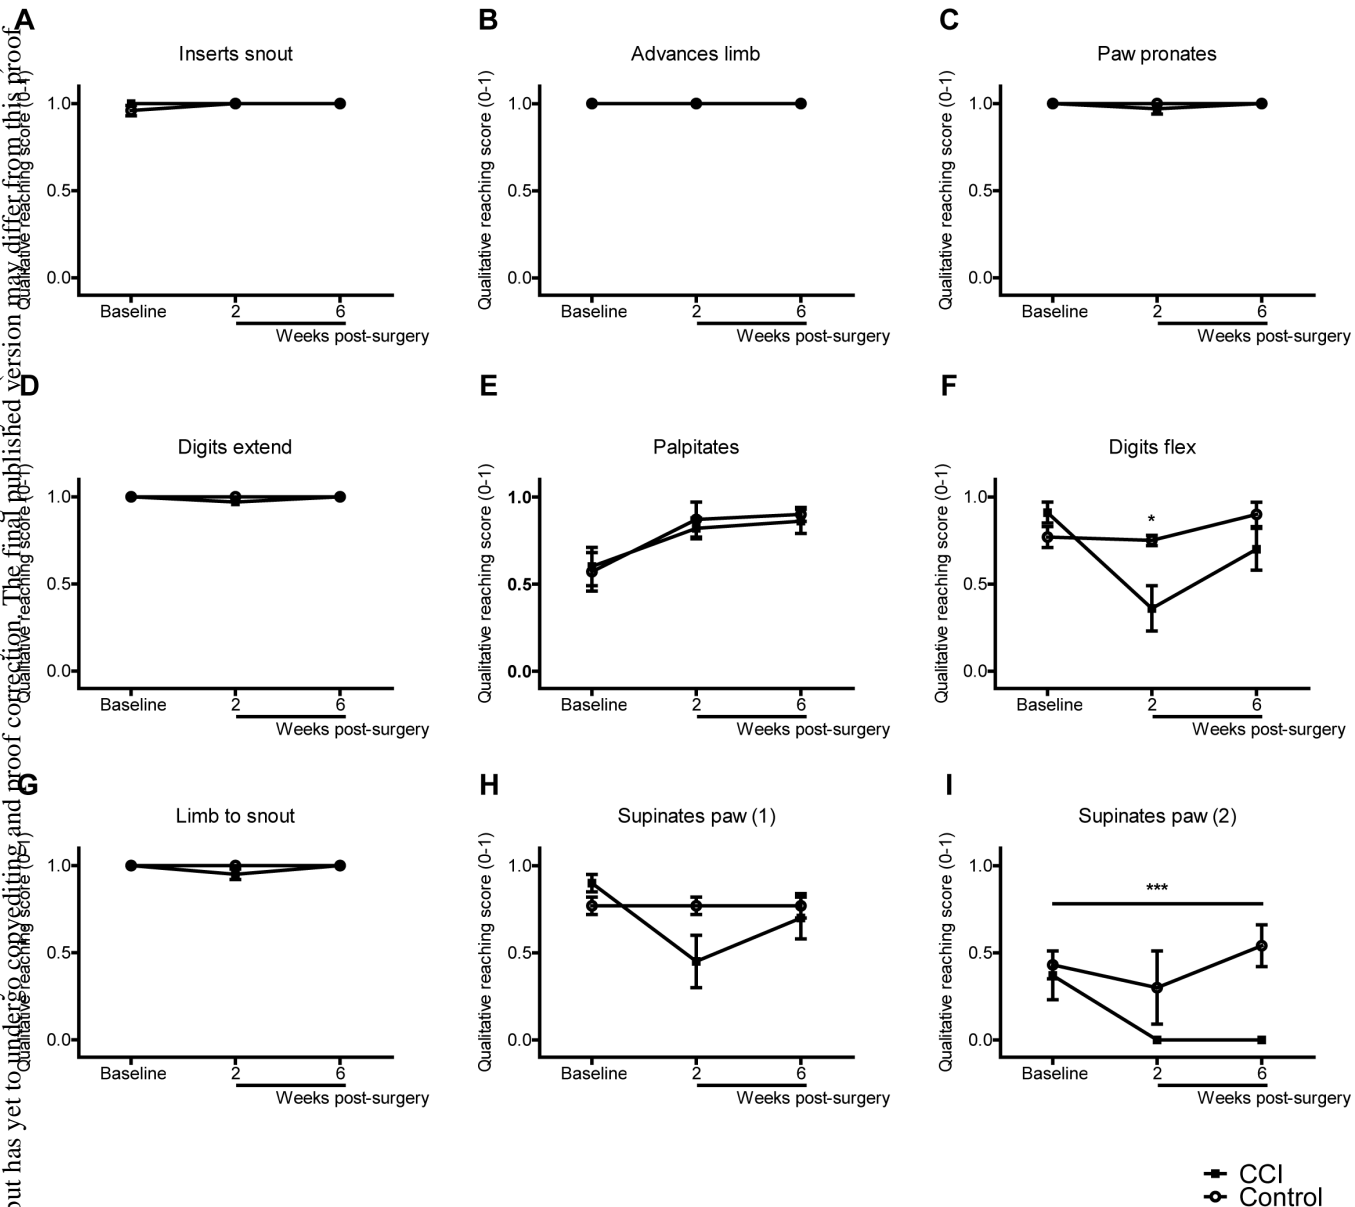 but has yet to undergo copyediting and proof correction. The final published version may differ from this proof.
A
Inserts snout
Qualitative reaching score (0-1)
1.0
0.5
0.0
Baseline 2 6
Weeks post-surgery
B
Advances limb
Qualitative reaching score (0-1)
1.0
0.5
0.0
Baseline 2 6
Weeks post-surgery
C
Paw pronates
Qualitative reaching score (0-1)
1.0
0.5
0.0
Baseline 2 6
Weeks post-surgery
D
Digits extend
Qualitative reaching score (0-1)
1.0
0.5
0.0
Baseline 2 6
Weeks post-surgery
E
Palpitates
Qualitative reaching score (0-1)
1.0
0.5
0.0
Baseline 2 6
Weeks post-surgery
F
Digits flex
Qualitative reaching score (0-1)
1.0
0.5
0.0
*
Baseline 2 6
Weeks post-surgery
G
Limb to snout
Qualitative reaching score (0-1)
1.0
0.5
0.0
Baseline 2 6
Weeks post-surgery
H
Supinates paw (1)
Qualitative reaching score (0-1)
1.0
0.5
0.0
Baseline 2 6
Weeks post-surgery
I
Supinates paw (2)
Qualitative reaching score (0-1)
1.0
0.5
0.0
***
Baseline 2 6
Weeks post-surgery
CCI
Control